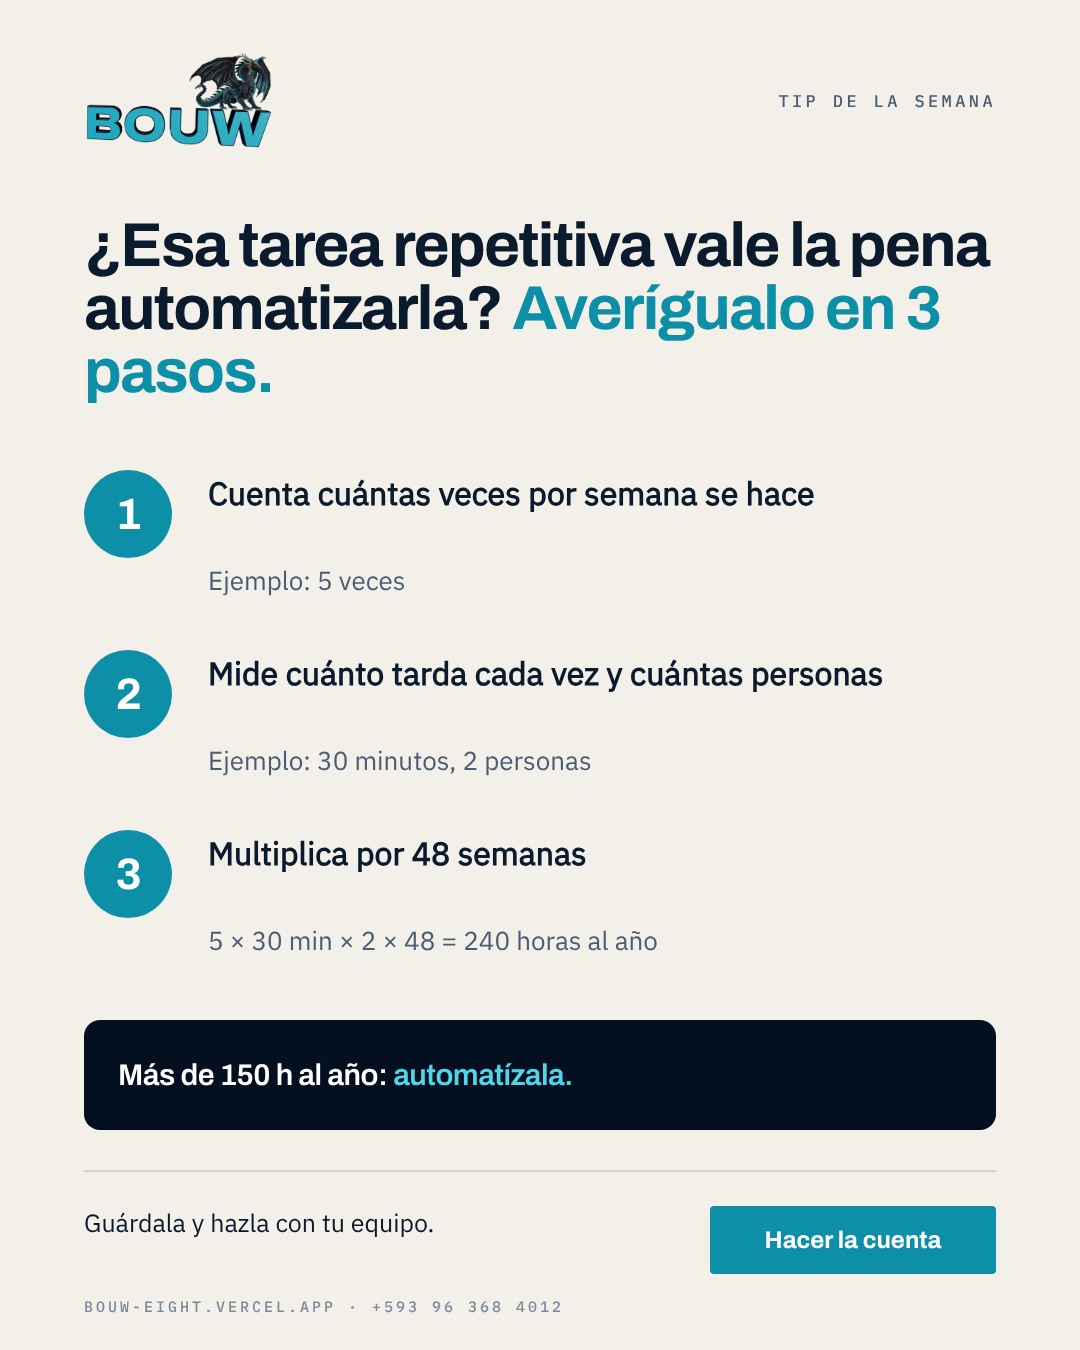 BOUW
TIP DE LA SEMANA
¿Esa tarea repetitiva vale la pena
automatizarla? Averígualo en 3
pasos.
1
Cuenta cuántas veces por semana se hace
Ejemplo: 5 veces
2
Mide cuánto tarda cada vez y cuántas personas
Ejemplo: 30 minutos, 2 personas
3
Multiplica por 48 semanas
5 × 30 min × 2 × 48 = 240 horas al año
Más de 150 h al año: automatízala.
Guárdala y hazla con tu equipo.
Hacer la cuenta
BOUW-EIGHT.VERCEL.APP · +593 96 368 4012